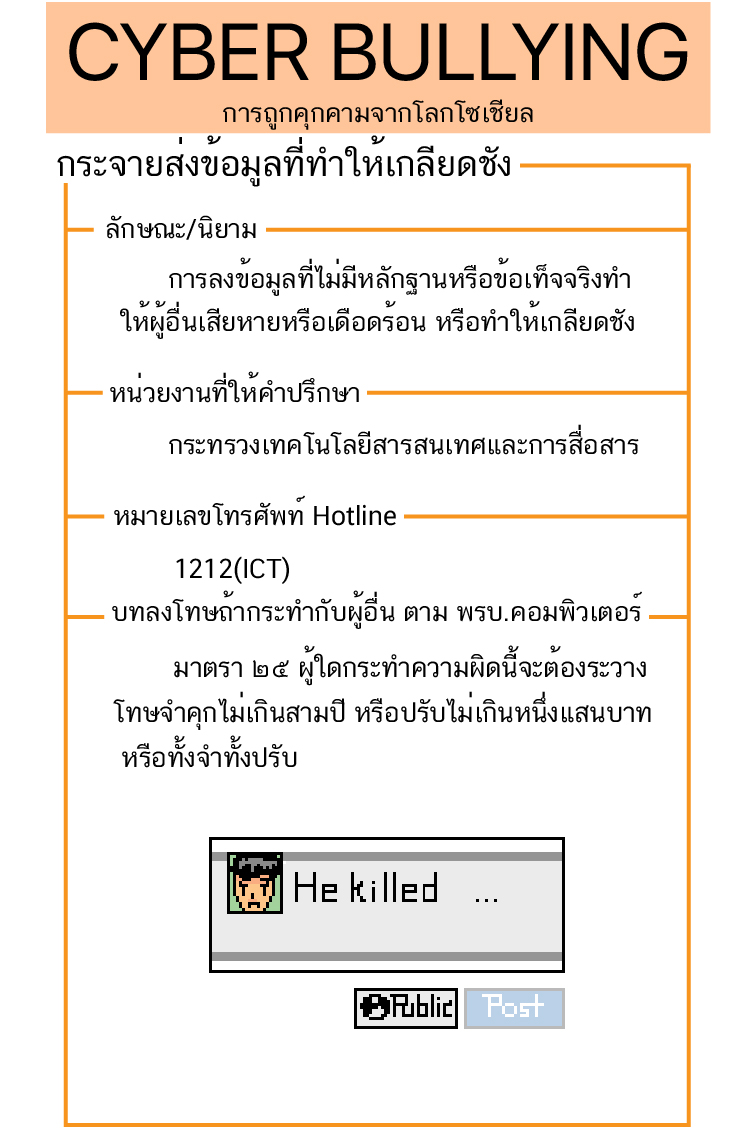 CYBER BULLYING
การถูกคุกคามจากโลกโซเชียล
กระจายส่งข้อมูลที่ทำให้เกลียดชัง
ลักษณะ/นิยาม
การลงข้อมูลที่ไม่มีหลักฐานหรือข้อเท็จจริงทำ
ให้ผู้อื่นเสียหายหรือเดือดร้อน หรือทำให้เกลียดชัง
หน่วยงานที่ให้คำปรึกษา
กระทรวงเทคโนโลยีสารสนเทศและการสื่อสาร
หมายเลขโทรศัพท์ Hotline
1212(ICT)
บทลงโทษถ้ากระทำกับผู้อื่น ตาม พรบ.คอมพิวเตอร์
มาตรา ๒๕ ผู้ใดกระทำความผิดนี้จะต้องระวาง
โทษจำคุกไม่เกินสามปี หรือปรับไม่เกินหนึ่งแสนบาท
หรือทั้งจำทั้งปรับ
He killed ...
Public Post